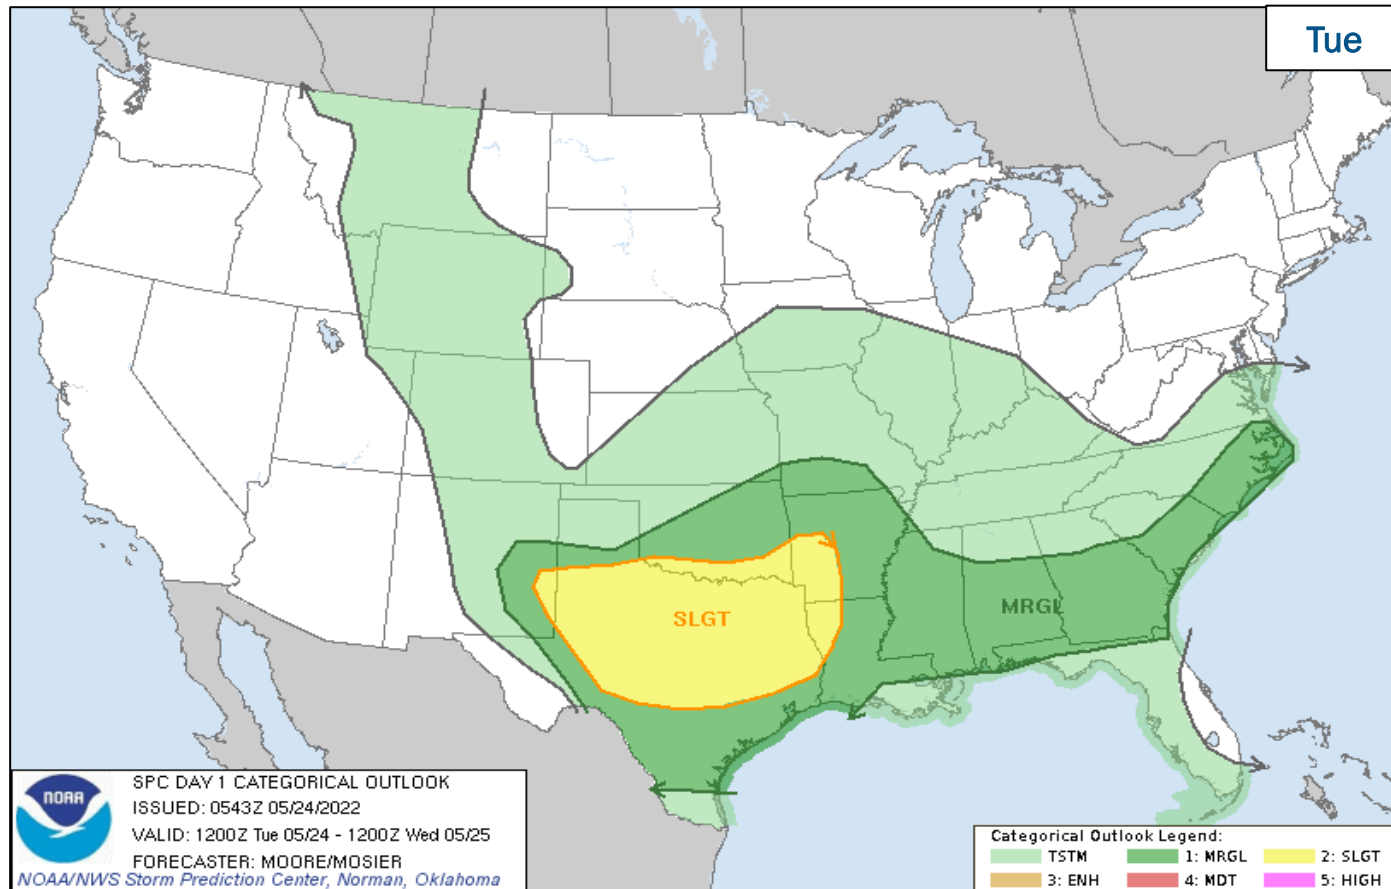 Tue
SLGT
MRGL
NOAA
SPC DAY 1 CATEGORICAL OUTLOOK
ISSUED: 0543Z 05/24/2022
VALID: 1200Z Tue 05/24 - 1200Z Wed 05/25
FORECASTER: MOORE/MOSIER
NOAA/NWS Storm Prediction Center, Norman, Oklahoma
Categorical Outlook Legend:
TSTM 1: MRGL 2: SLGT
3: ENH 4: MDT 5: HIGH